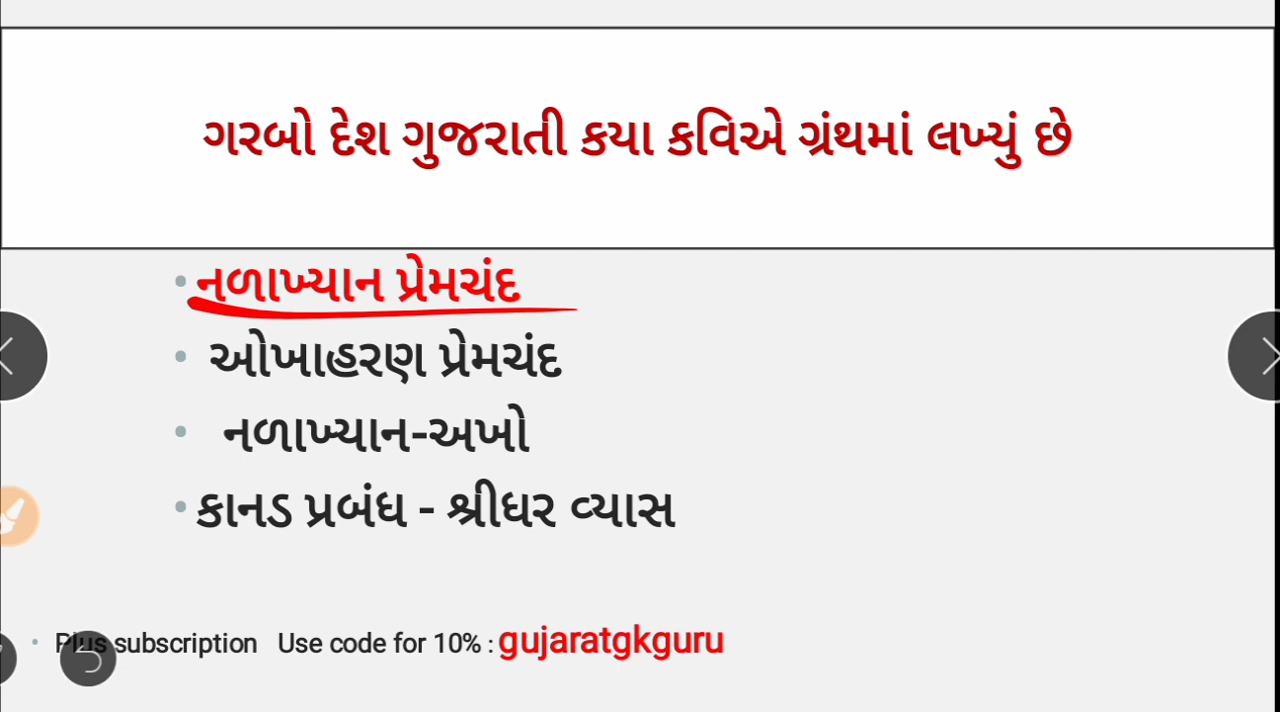 ગરબો દેશ ગુજરાતી કયા કવિએ ગ્રંથમાં લખ્યું છે
• નળાખ્યાન પ્રેમચંદ
• ઓખાહરણ પ્રેમચંદ
• નળાખ્યાન-અખો
• કાનડ પ્રબંધ - શ્રીધર વ્યાસ
• Plus subscription Use code for 10% : gujaratgkguru